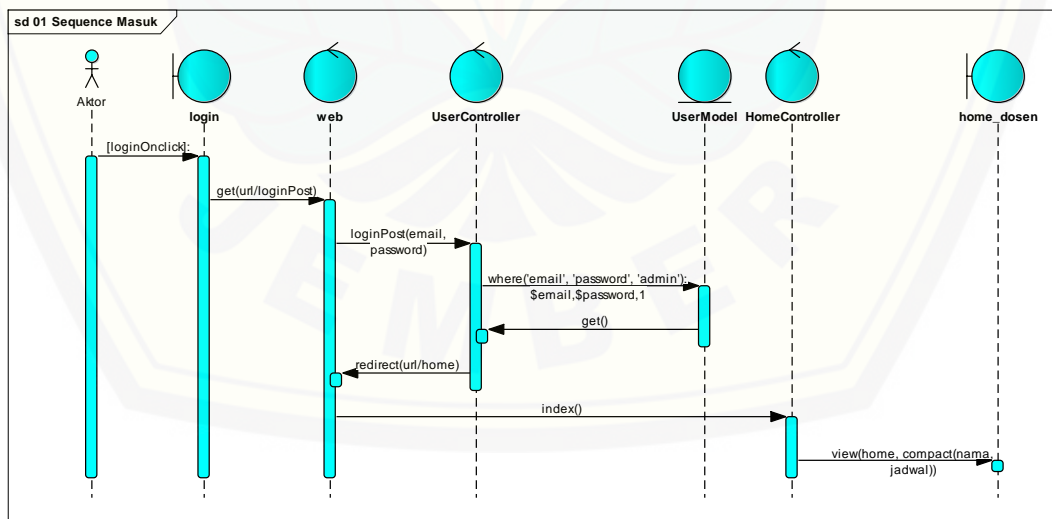 sd 01 Sequence Masuk
Aktor
login
web
UserController
UserModel
HomeController
home_dosen
[loginOnclick]:
get(url/loginPost)
loginPost(email,
password)
where('email', 'password', 'admin'):
$email,$password,1
get()
redirect(url/home)
index()
view(home, compact(nama,
jadwal))
JEMBER